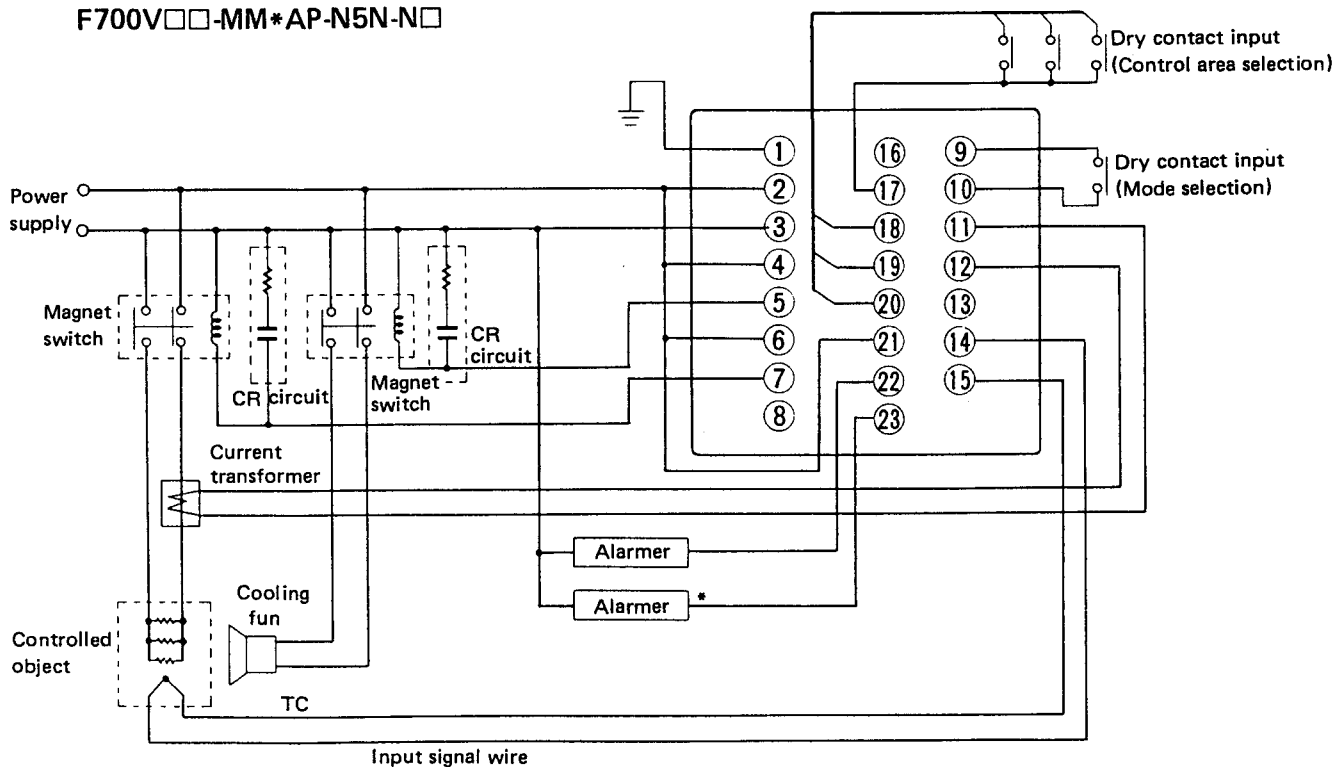 F700V□□-MM*AP-N5N-N□
Dry contact input
(Control area selection)
Dry contact input
(Mode selection)
Power
supply
1
2
3
4
5
6
7
8
16
17
18
19
20
21
22
23
9
10
11
12
13
14
15
Magnet
switch
CR circuit
Magnet
switch
CR
circuit
Current
transformer
Alarmer
Alarmer *
Cooling
fun
Controlled
object
TC
Input signal wire